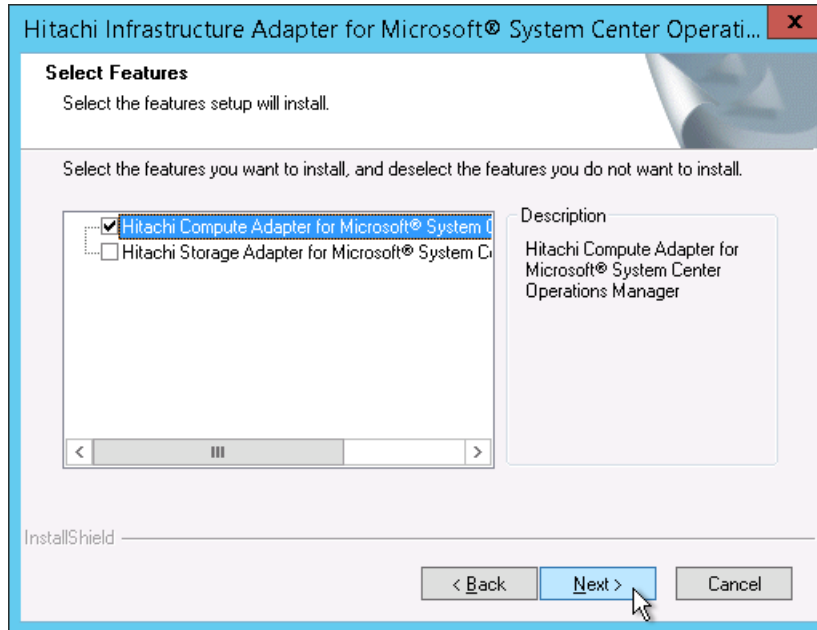 Hitachi Infrastructure Adapter for Microsoft® System Center Operati... x
Select Features
Select the features setup will install.
Select the features you want to install, and deselect the features you do not want to install.
Hitachi Compute Adapter for Microsoft® System C
Hitachi Storage Adapter for Microsoft® System C
Description
Hitachi Compute Adapter for
Microsoft® System Center
Operations Manager
InstallShield
< Back
Next >
Cancel